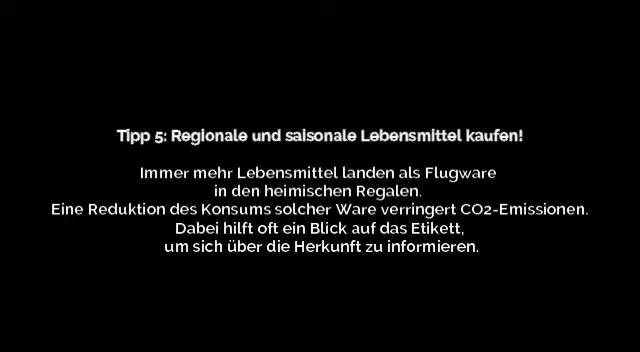 Tipp 5: Regionale und saisonale Lebensmittel kaufen!
Immer mehr Lebensmittel landen als Flugware
in den heimischen Regalen.
Eine Reduktion des Konsums solcher Ware verringert CO2-Emissionen.
Dabei hilft oft ein Blick auf das Etikett,
um sich über die Herkunft zu informieren.